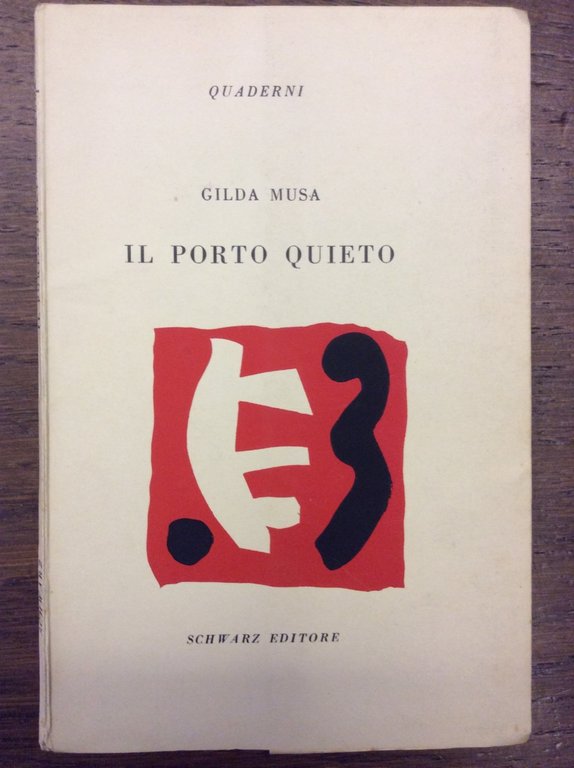 QUADERNI
GILDA MUSA
IL PORTO QUIETO
SCHWARZ EDITORE